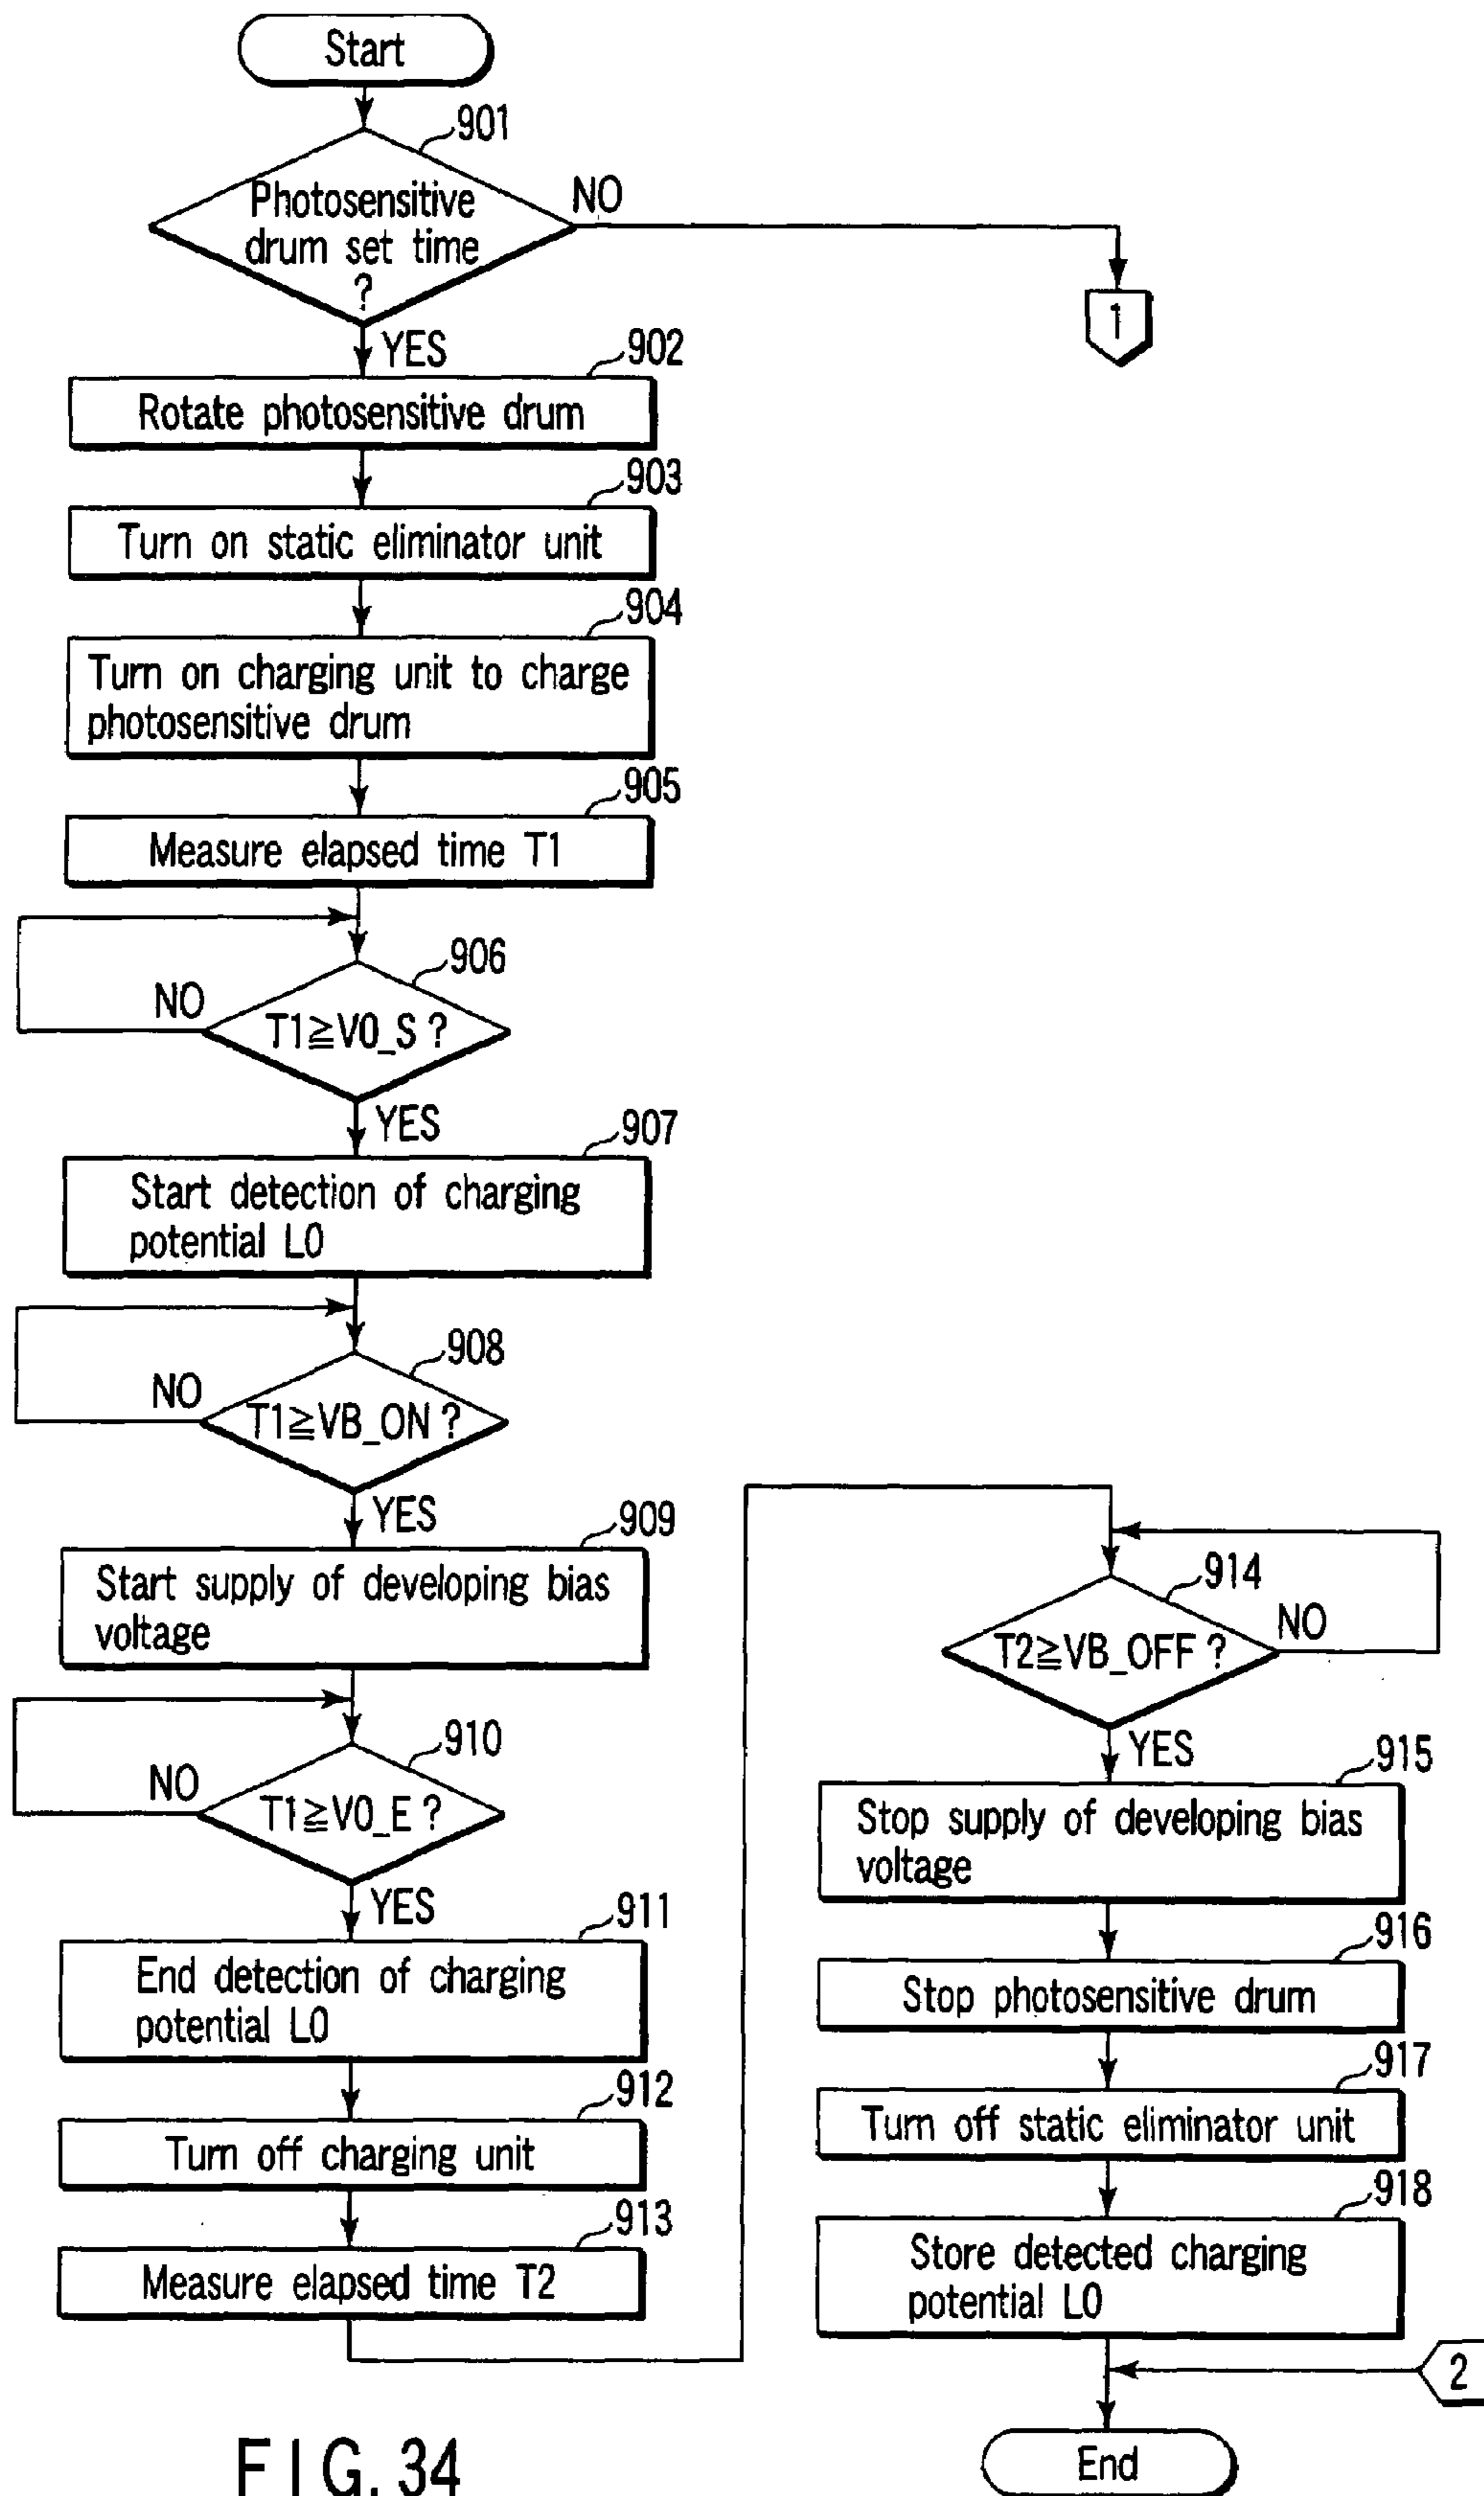 Start
901
Photosensitive
drum set time
?
NO
1
YES
902
Rotate photosensitive drum
903
Turn on static eliminator unit
904
Turn on charging unit to charge
photosensitive drum
905
Measure elapsed time T1
906
NO
T1≧V0_S?
YES
907
Start detection of charging
potential L0
908
NO
T1≧VB_ON?
YES
909
Start supply of developing bias
voltage
910
NO
T1≧V0_E?
YES
911
End detection of charging
potential L0
912
Turn off charging unit
913
Measure elapsed time T2
914
T2≧VB_OFF?
NO
YES
915
Stop supply of developing bias
voltage
916
Stop photosensitive drum
917
Turn off static eliminator unit
918
Store detected charging
potential L0
2
End
FIG. 34